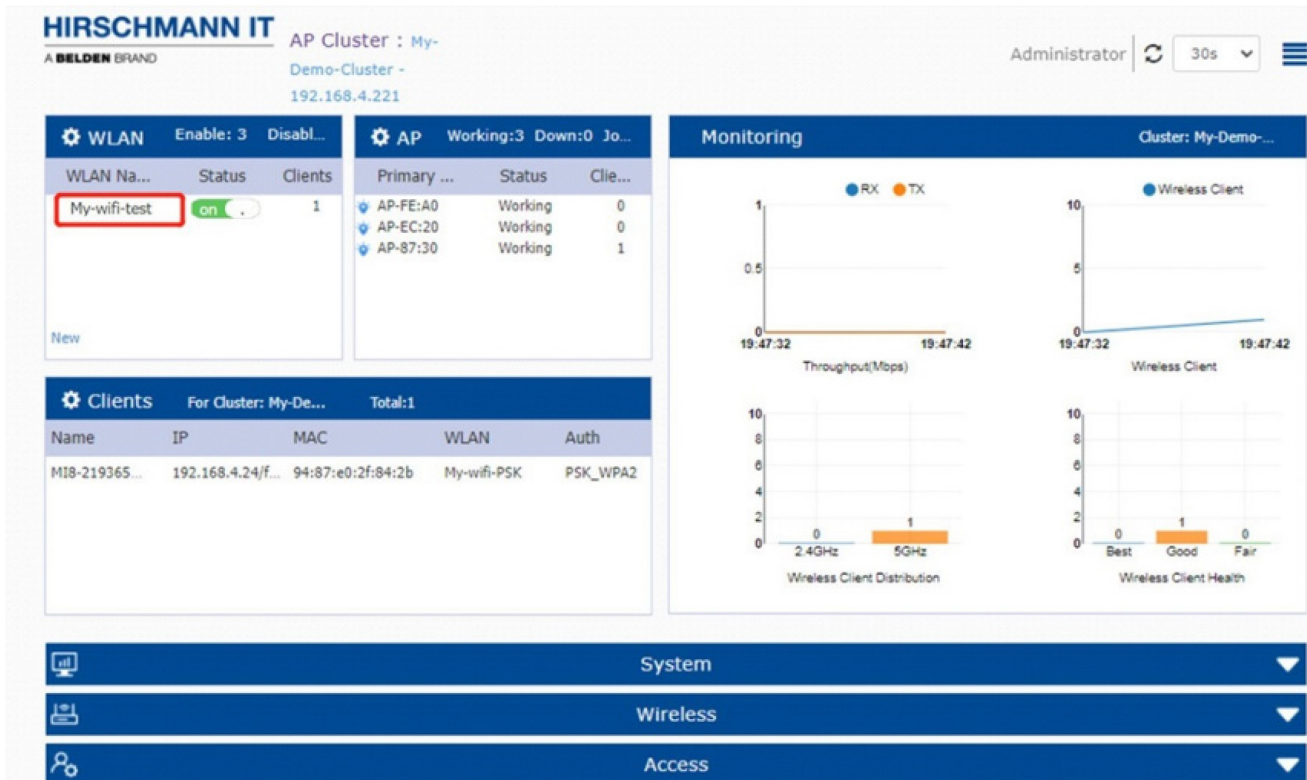 HIRSCHMANN IT
A BELDEN BRAND
AP Cluster : My-
Demo-Cluster -
192.168.4.221
Administrator 30s
WLAN Enable: 3 Disabl...
WLAN Na... Status Clients
My-wifi-test on 1
New
AP Working:3 Down:0 Jo...
Primary ... Status Clie...
AP-FE:A0 Working 0
AP-EC:20 Working 0
AP-87:30 Working 1
Clients For Cluster: My-De... Total:1
Name IP MAC WLAN Auth
MI8-219365... 192.168.4.24/f... 94:87:e0:2f:84:2b My-wifi-PSK PSK_WPA2
Monitoring Cluster: My-Demo-...
RX TX
1
0.5
0
19:47:32 19:47:42
Throughput(Mbps)
Wireless Client
10
5
0
19:47:32 19:47:42
Wireless Client
10
8
6
4
2
0
0 1
2.4GHz 5GHz
Wireless Client Distribution
10
8
6
4
2
0
0 1 0
Best Good Fair
Wireless Client Health
System
Wireless
Access